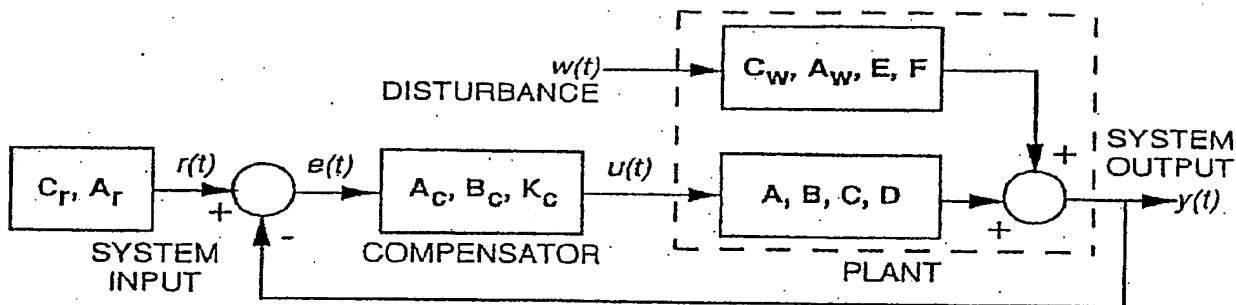 w(t)
DISTURBANCE
C_W, A_W, E, F
C_r, A_r
r(t)
+
-
e(t)
A_C, B_C, K_C
u(t)
A, B, C, D
+
+
SYSTEM
OUTPUT
y(t)
SYSTEM
INPUT
COMPENSATOR
PLANT